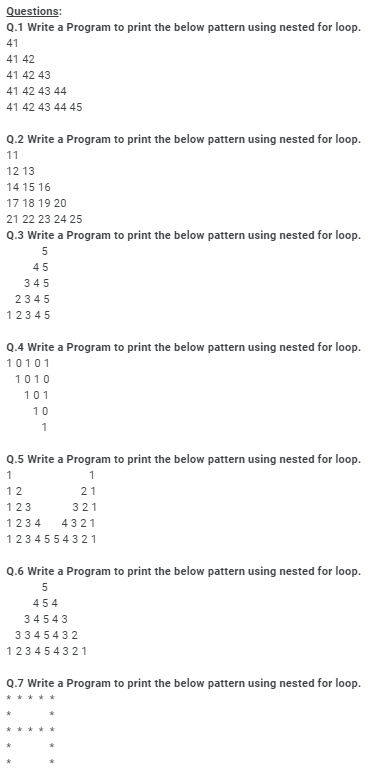 Questions:
Q.1 Write a Program to print the below pattern using nested for loop.
41
41 42
41 42 43
41 42 43 44
41 42 43 44 45
Q.2 Write a Program to print the below pattern using nested for loop.
11
12 13
14 15 16
17 18 19 20
21 22 23 24 25
Q.3 Write a Program to print the below pattern using nested for loop.
5
4 5
3 4 5
2 3 4 5
1 2 3 4 5
Q.4 Write a Program to print the below pattern using nested for loop.
1 0 1 0 1
1 0 1 0
1 0 1
1 0
1
Q.5 Write a Program to print the below pattern using nested for loop.
1 1
1 2 2 1
1 2 3 3 2 1
1 2 3 4 4 3 2 1
1 2 3 4 5 5 4 3 2 1
Q.6 Write a Program to print the below pattern using nested for loop.
5
4 5 4
3 4 5 4 3
3 3 4 5 4 3 2
1 2 3 4 5 4 3 2 1
Q.7 Write a Program to print the below pattern using nested for loop.
* * * * *
* *
* * * * *
* *
* *